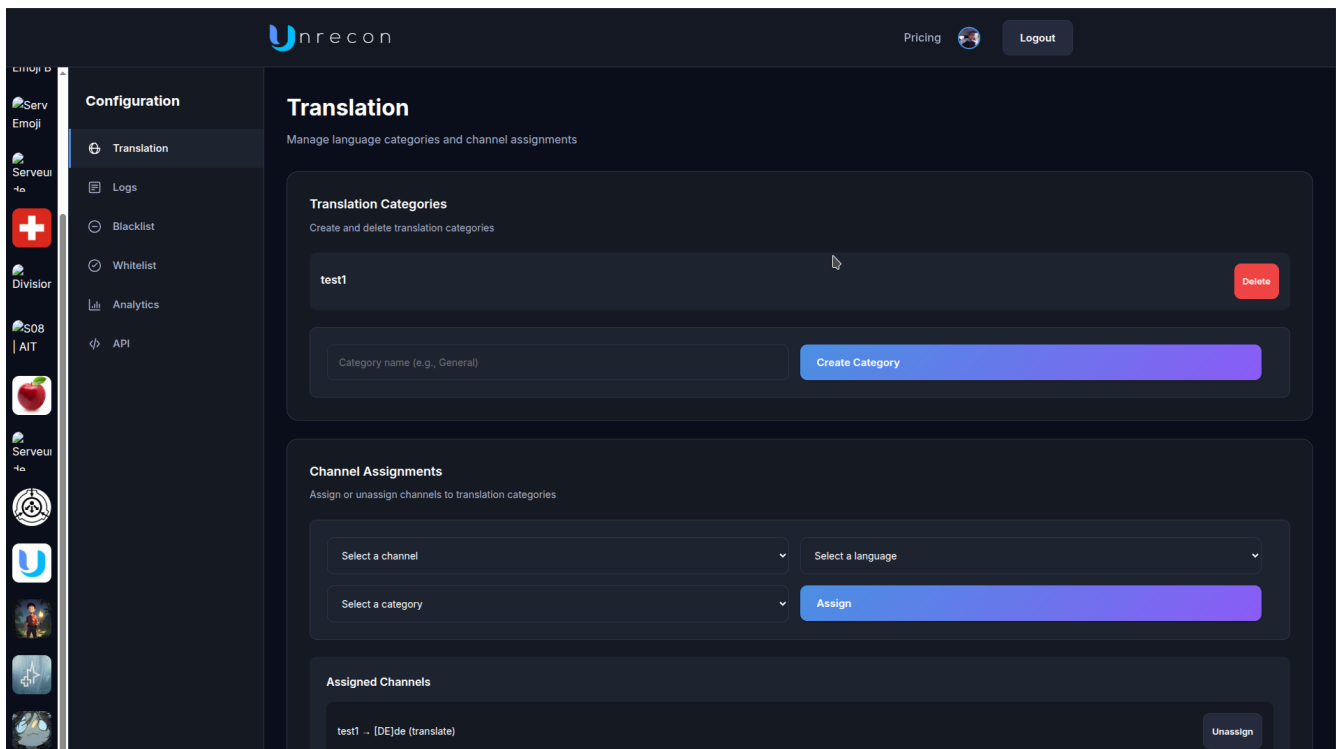 Unrecon
Pricing
Logout
Emoji B
Serv
Emoji
Serveur
de
Division
S08
| AIT
Serveur
de
Configuration
Translation
Logs
Blacklist
Whitelist
Analytics
API
Translation
Manage language categories and channel assignments
Translation Categories
Create and delete translation categories
test1
Delete
Category name (e.g., General)
Create Category
Channel Assignments
Assign or unassign channels to translation categories
Select a channel
Select a language
Select a category
Assign
Assigned Channels
test1 → [DE]de (translate)
Unassign